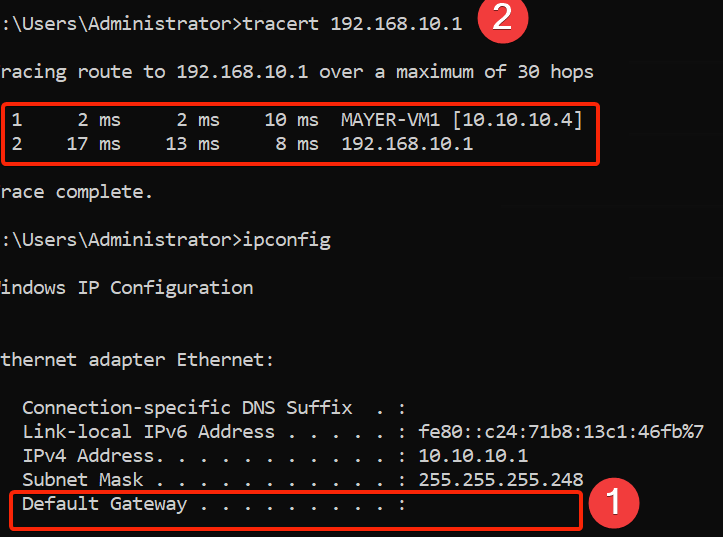 :\Users\Administrator>tracert 192.168.10.1
2
racing route to 192.168.10.1 over a maximum of 30 hops
1     2 ms     2 ms    10 ms  MAYER-VM1 [10.10.10.4]
2    17 ms    13 ms     8 ms  192.168.10.1
race complete.
:\Users\Administrator>ipconfig
indows IP Configuration
thernet adapter Ethernet:
Connection-specific DNS Suffix  . :
Link-local IPv6 Address . . . . . : fe80::c24:71b8:13c1:46fb%7
IPv4 Address. . . . . . . . . . . : 10.10.10.1
Subnet Mask . . . . . . . . . . . : 255.255.255.248
Default Gateway . . . . . . . . . :
1